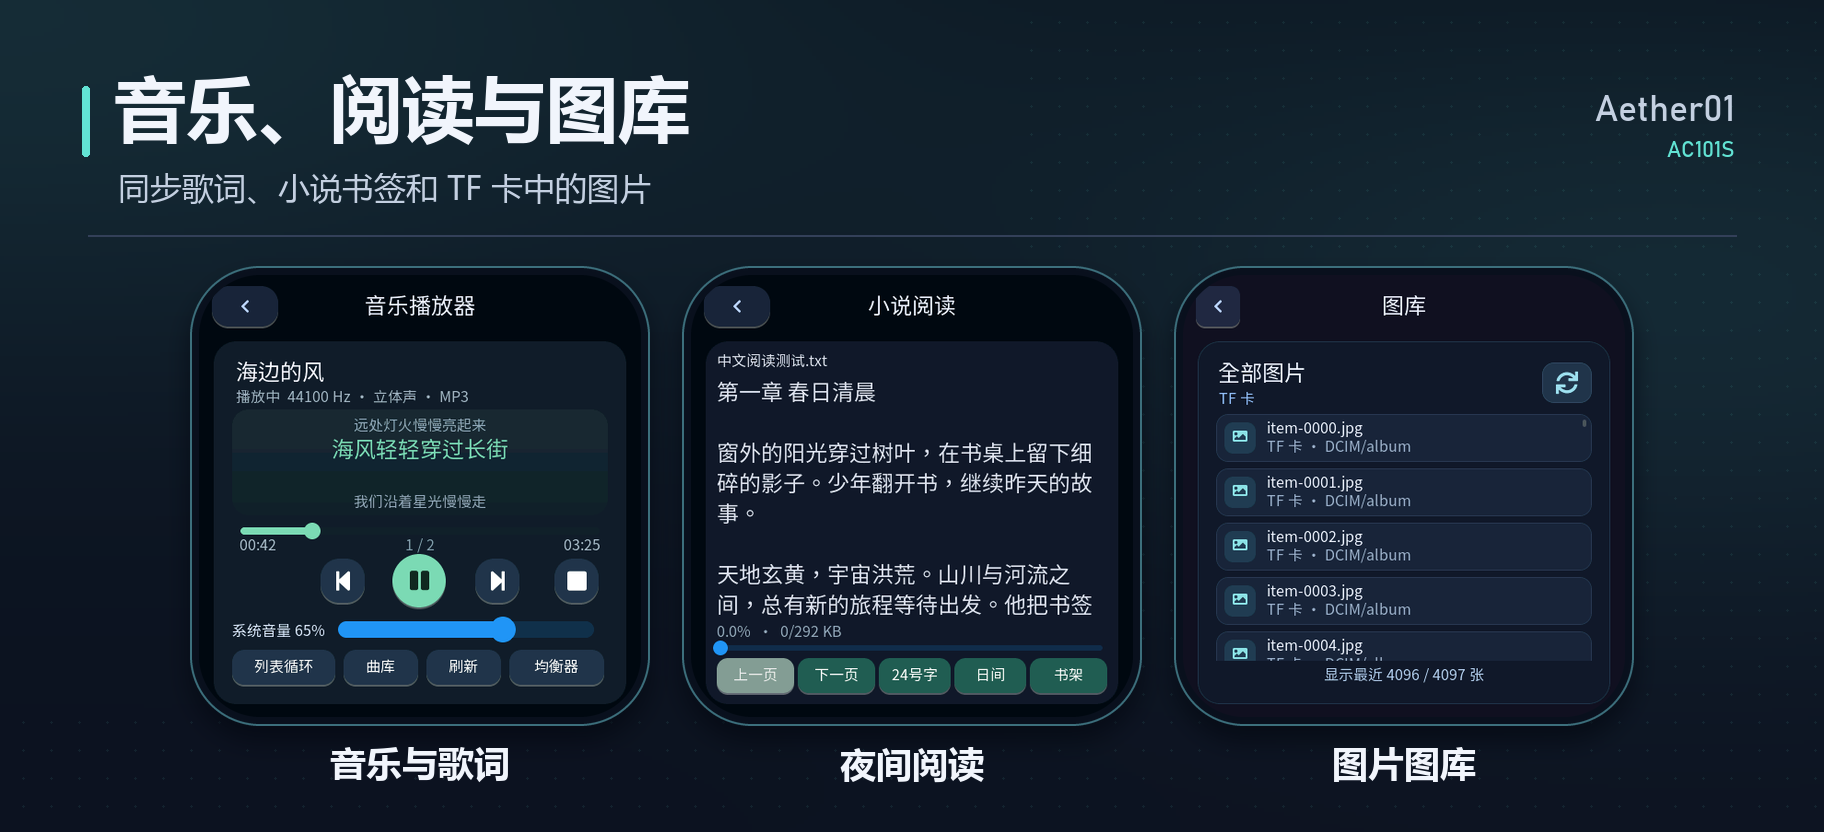 音乐、阅读与图库
同步歌词、小说书签和 TF 卡中的图片
Aether01
AC101S
音乐播放器
海边的风
播放中 44100 Hz • 立体声 • MP3
远处灯火慢慢亮起来
海风轻轻穿过长街
我们沿着星光慢慢走
00:42
1 / 2
03:25
系统音量 65%
列表循环
曲库
刷新
均衡器
音乐与歌词
小说阅读
中文阅读测试.txt
第一章 春日清晨
窗外的阳光穿过树叶，在书桌上留下细
碎的影子。少年翻开书，继续昨天的故
事。
天地玄黄，宇宙洪荒。山川与河流之
间，总有新的旅程等待出发。他把书签
0.0% • 0/292 KB
上一页
下一页
24号字
日间
书架
夜间阅读
图库
全部图片
TF 卡
item-0000.jpg
TF 卡 • DCIM/album
item-0001.jpg
TF 卡 • DCIM/album
item-0002.jpg
TF 卡 • DCIM/album
item-0003.jpg
TF 卡 • DCIM/album
item-0004.jpg
TF 卡 • DCIM/album
显示最近 4096 / 4097 张
图片图库